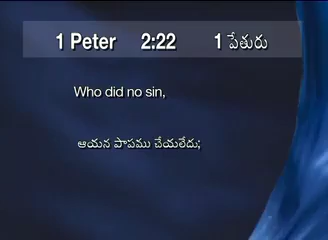 1 Peter 2:22 1 పేతురు
Who did no sin,
ఆయన పాపము చేయలేదు;